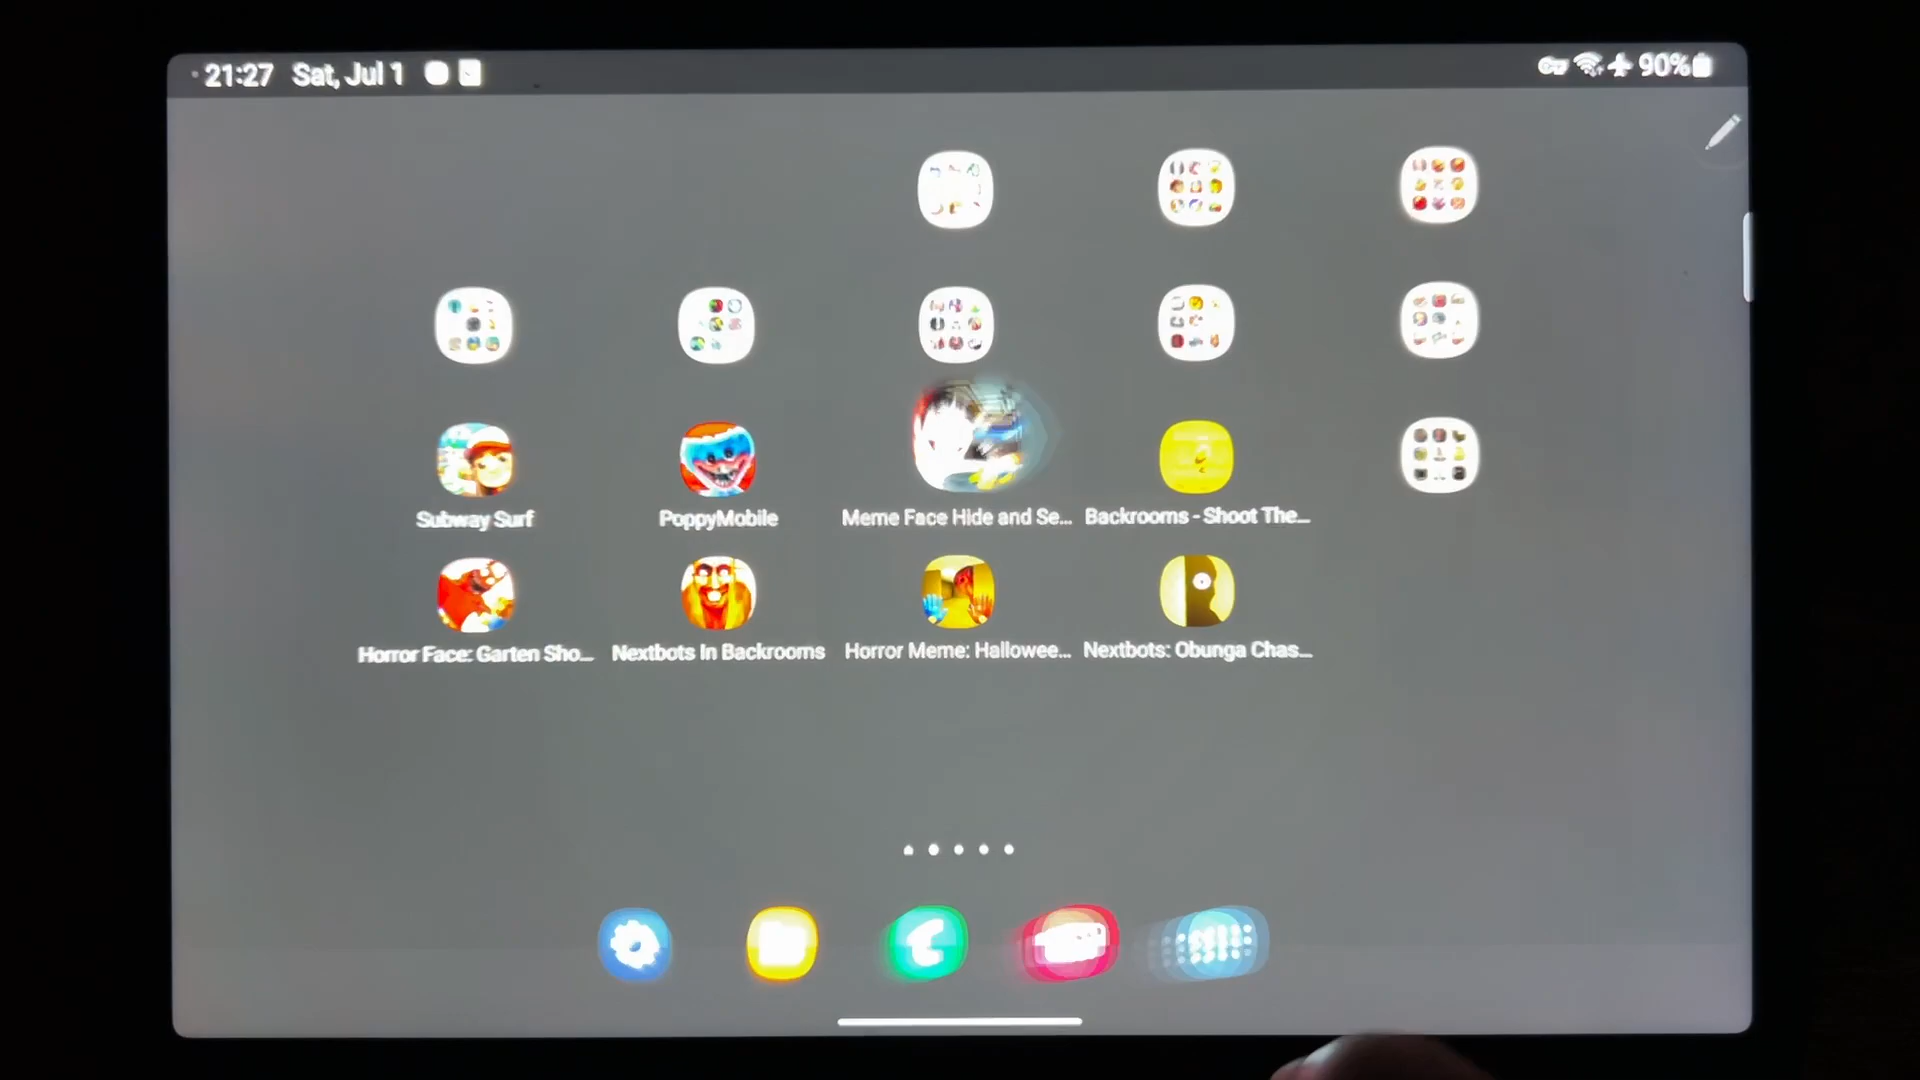 21:27 Sat, Jul 1
90%
Subway Surf
PoppyMobile
Meme Face Hide and Se...
Backrooms - Shoot The...
Horror Face: Garten Sho...
Nextbots In Backrooms
Horror Meme: Hallowee...
Nextbots: Obunga Chas...